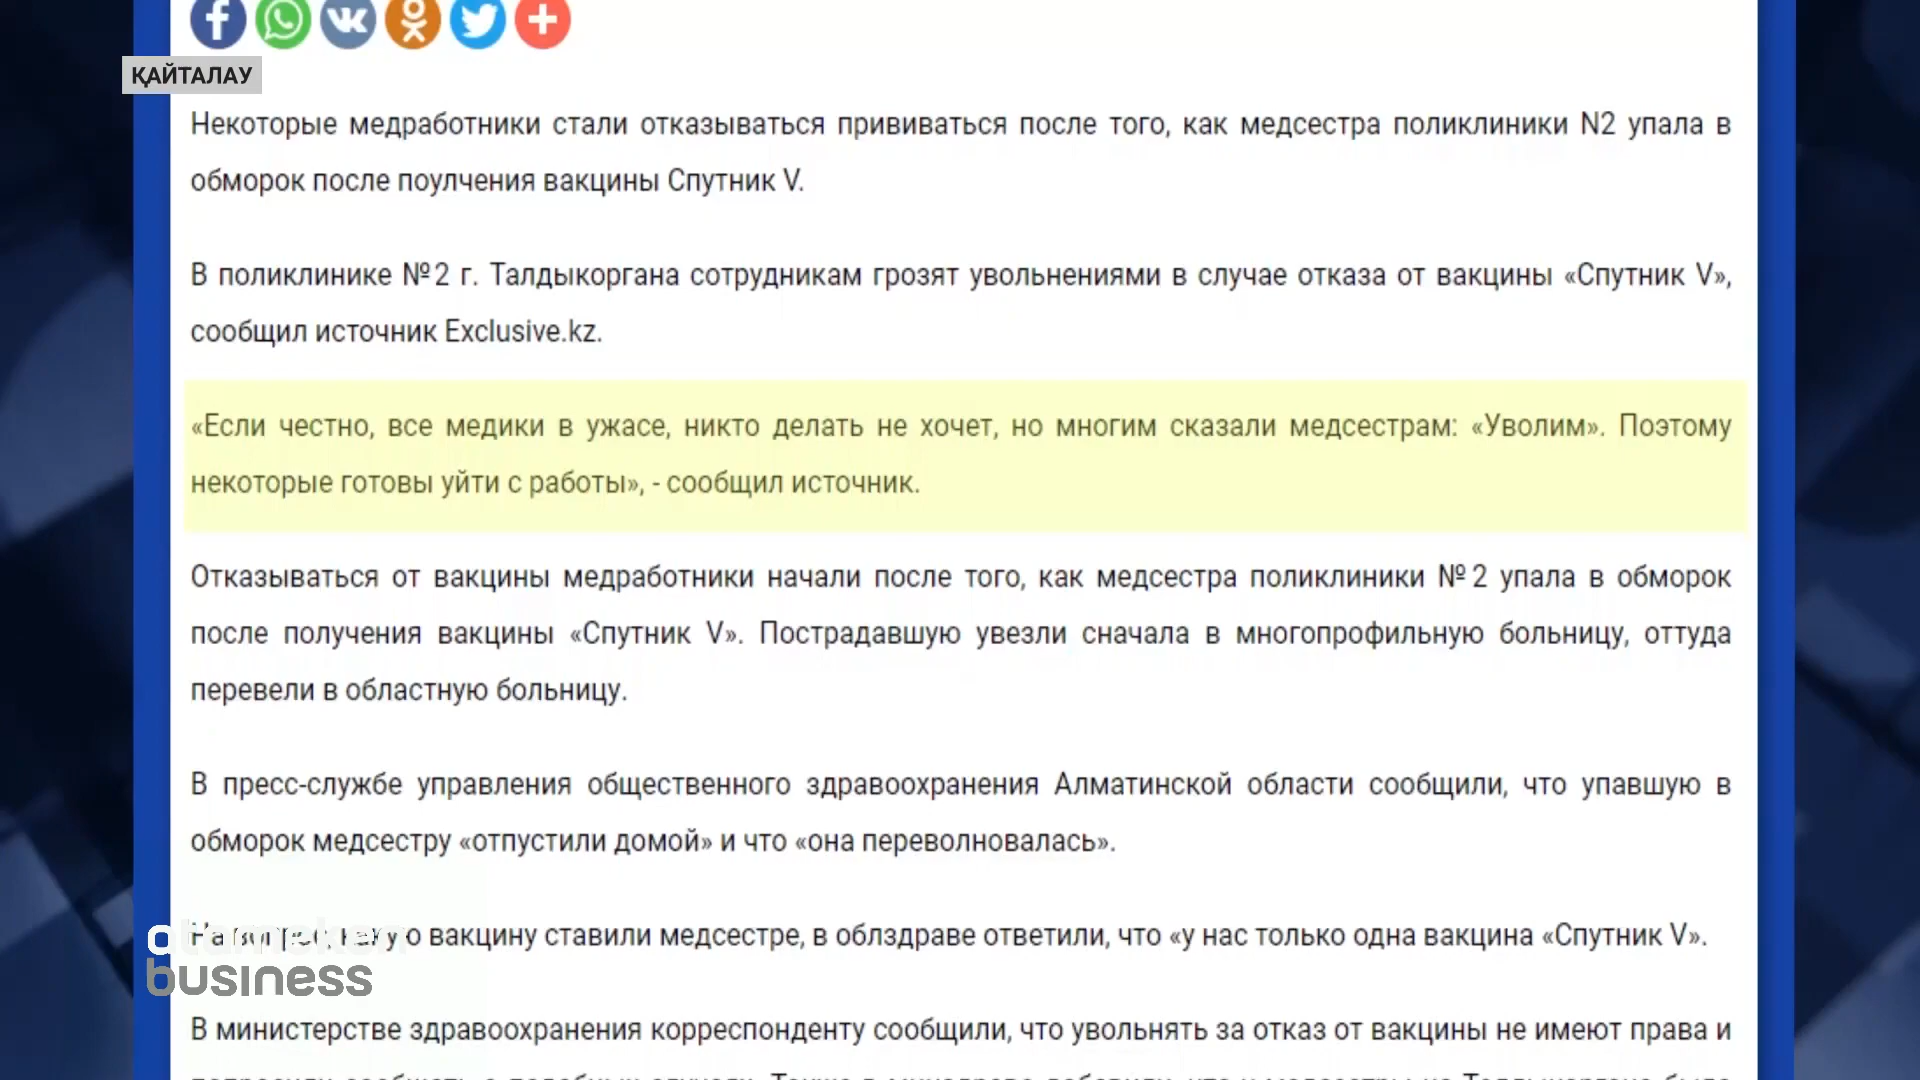 ҚАЙТАЛАУ
Некоторые медработники стали отказываться прививаться после того, как медсестра поликлиники N2 упала в
обморок после поулчения вакцины Спутник V.
В поликлинике №2 г. Талдыкоргана сотрудникам грозят увольнениями в случае отказа от вакцины «Спутник V»,
сообщил источник Exclusive.kz.
«Если честно, все медики в ужасе, никто делать не хочет, но многим сказали медсестрам: «Уволим». Поэтому
некоторые готовы уйти с работы», - сообщил источник.
Отказываться от вакцины медработники начали после того, как медсестра поликлиники №2 упала в обморок
после получения вакцины «Спутник V». Пострадавшую увезли сначала в многопрофильную больницу, оттуда
перевели в областную больницу.
В пресс-службе управления общественного здравоохранения Алматинской области сообщили, что упавшую в
обморок медсестру «отпустили домой» и что «она переволновалась».
На вопрос, какую вакцину ставили медсестре, в облздраве ответили, что «у нас только одна вакцина «Спутник V».
atameken
business
В министерстве здравоохранения корреспонденту сообщили, что увольнять за отказ от вакцины не имеют права и